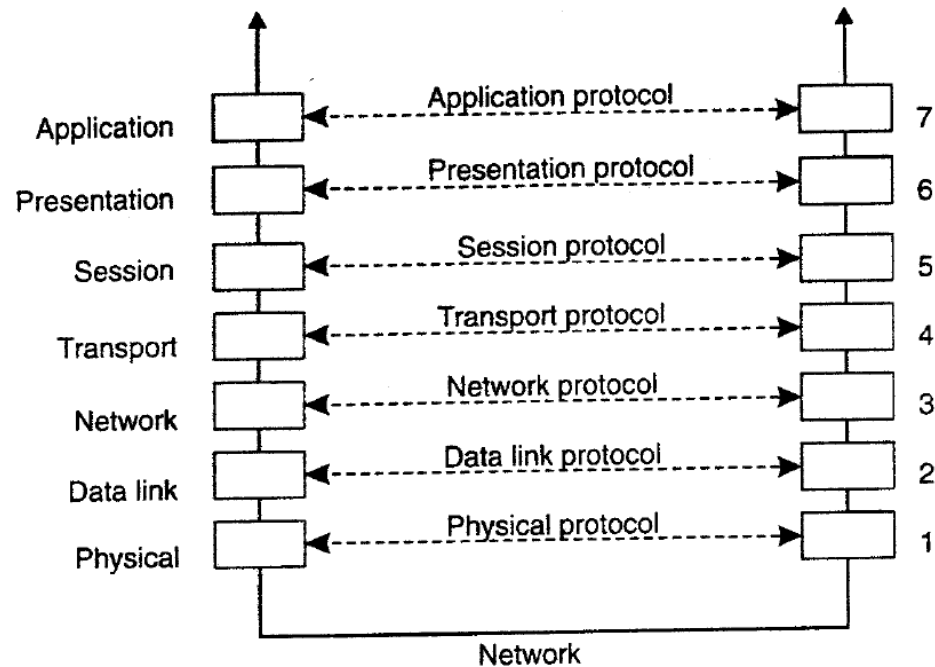 Application
Application protocol
7
Presentation
Presentation protocol
6
Session
Session protocol
5
Transport
Transport protocol
4
Network
Network protocol
3
Data link
Data link protocol
2
Physical
Physical protocol
1
Network